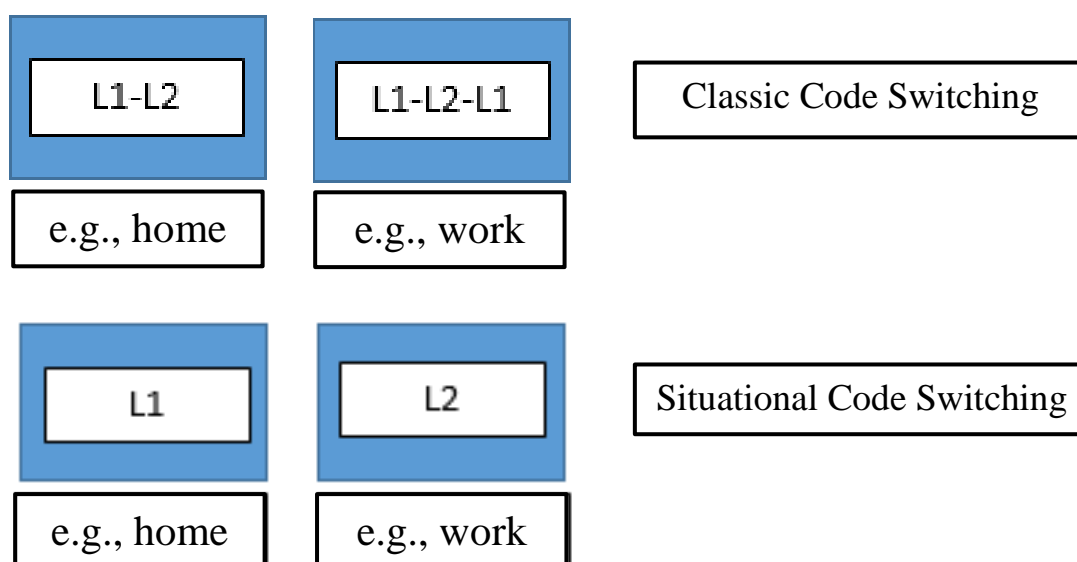 L1-L2
L1-L2-L1
Classic Code Switching
e.g., home
e.g., work
L1
L2
Situational Code Switching
e.g., home
e.g., work